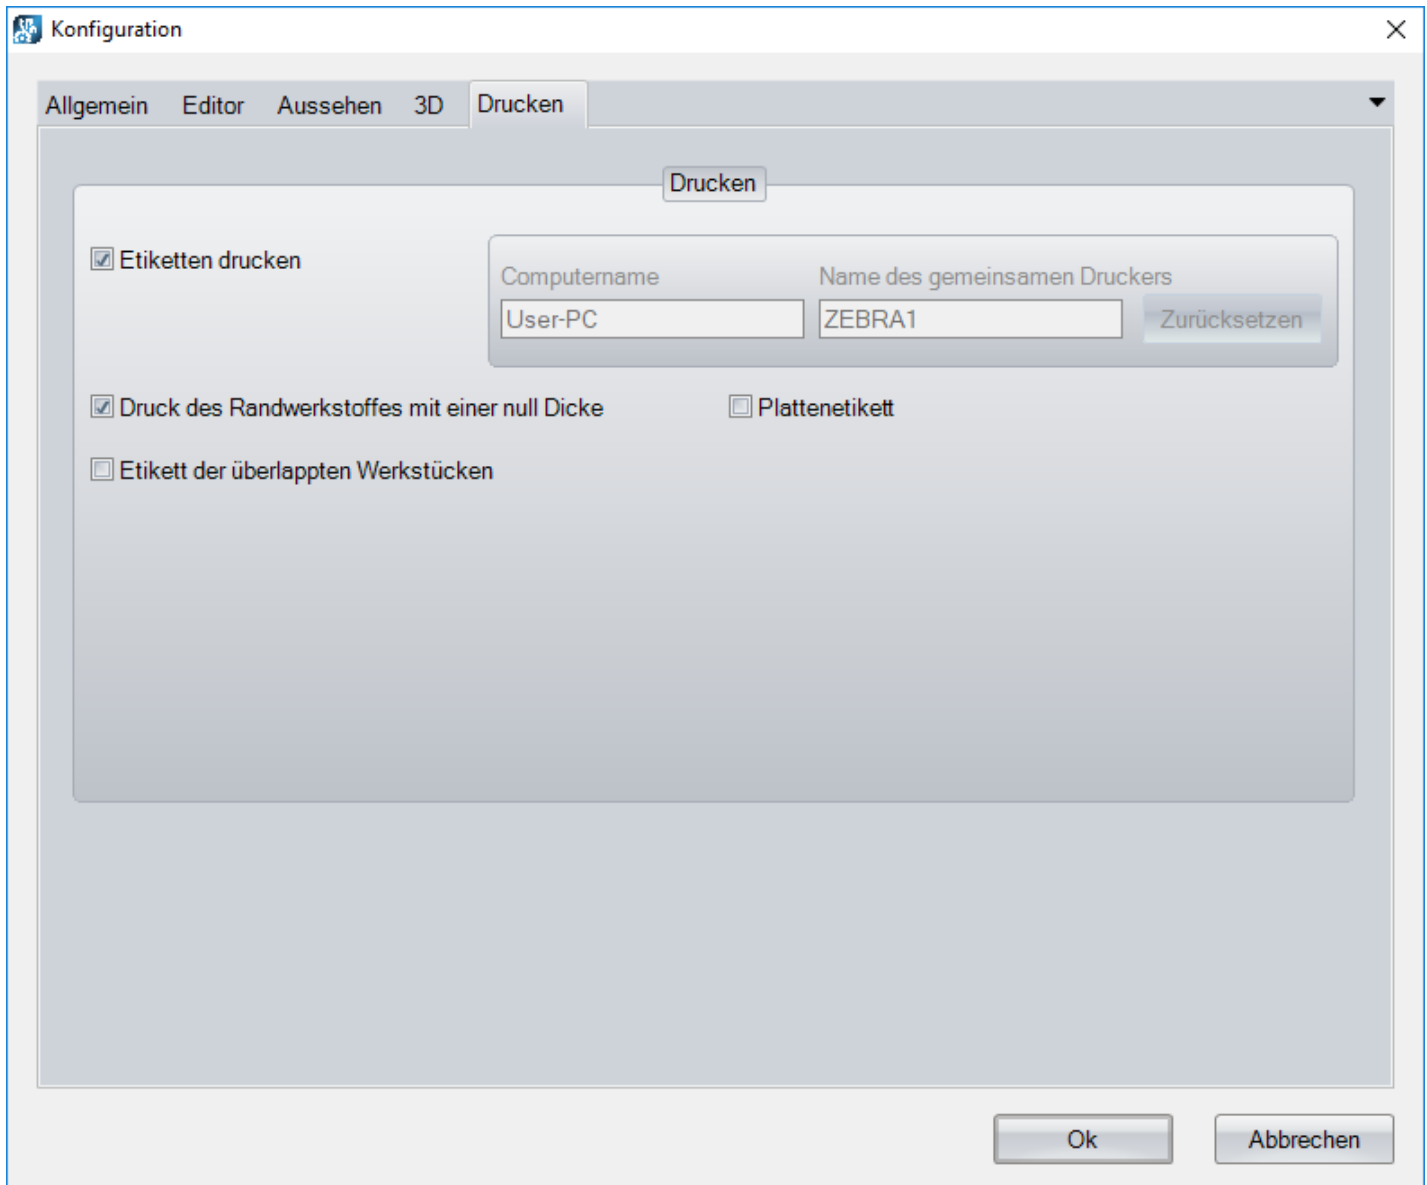 Konfiguration
Allgemein Editor Aussehen 3D Drucken
Drucken
Etiketten drucken
Computername Name des gemeinsamen Druckers
User-PC ZEBRA1 Zurücksetzen
Druck des Randwerkstoffes mit einer null Dicke Plattenetikett
Etikett der überlappten Werkstücken
Ok Abbrechen